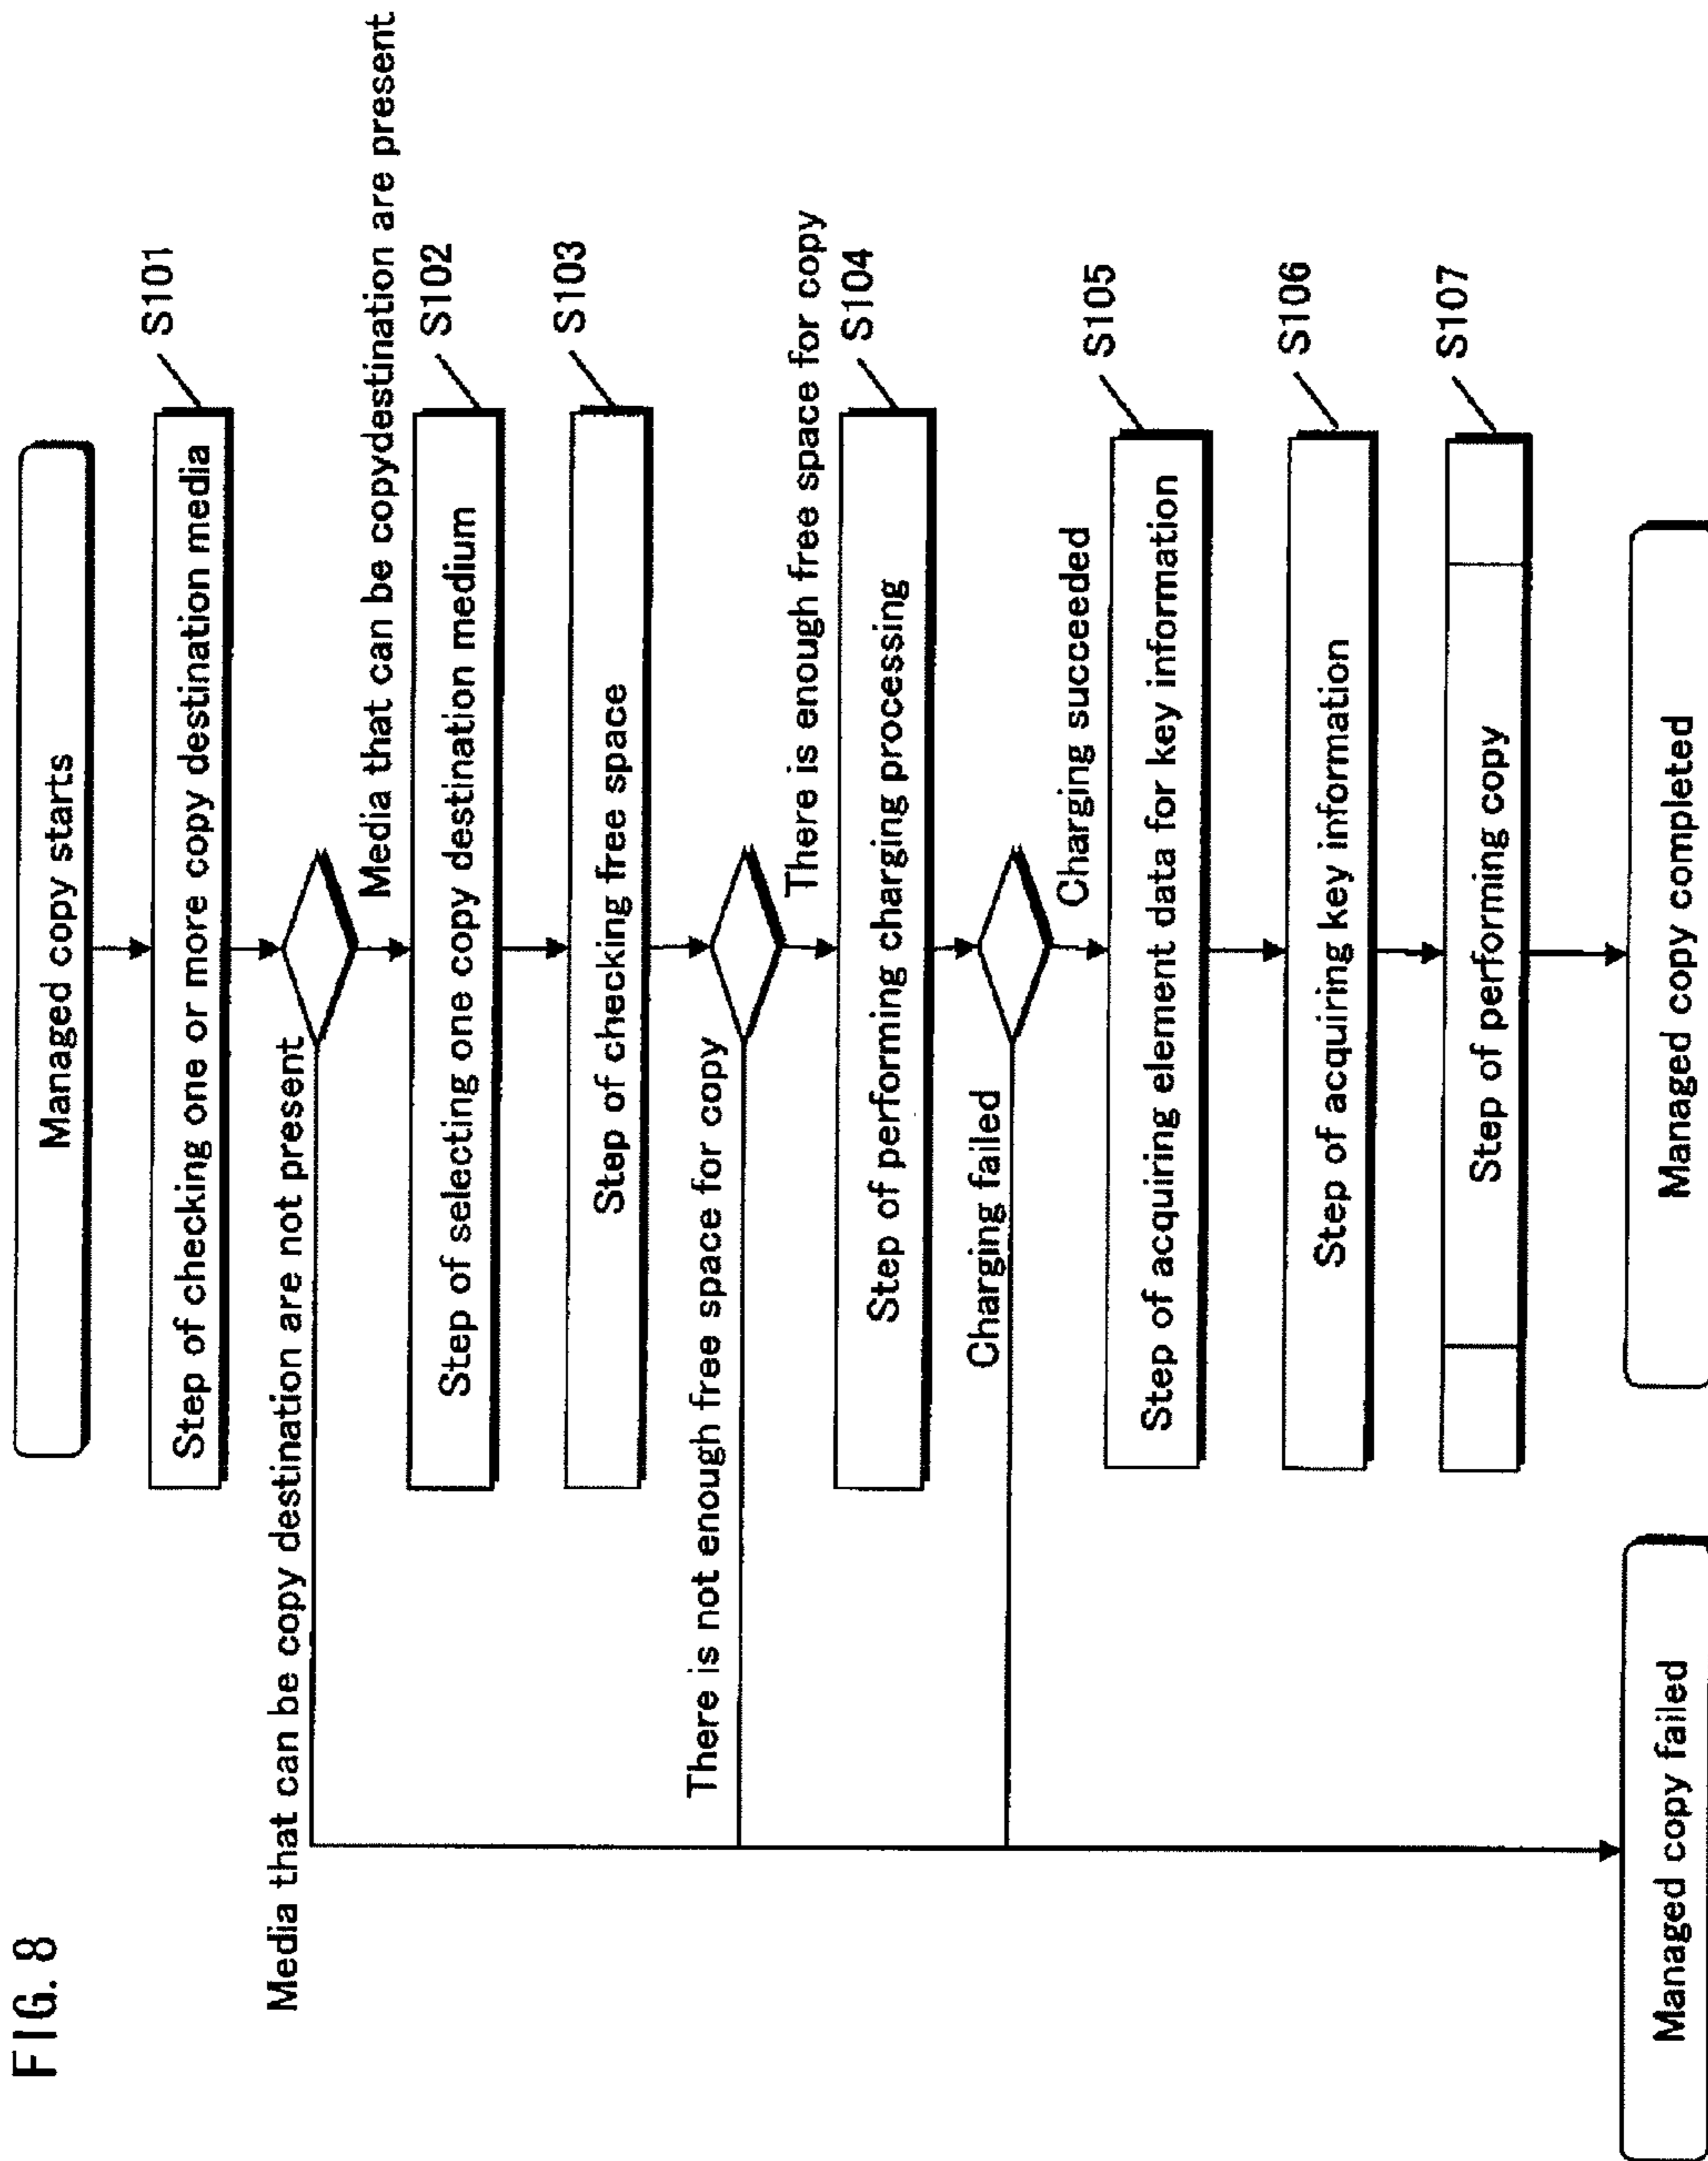 FIG. 8
Managed copy starts
S101
Step of checking one or more copy destination media
Media that can be copy destination are not present
Media that can be copydestination are present
S102
Step of selecting one copy destination medium
S103
Step of checking free space
There is not enough free space for copy
There is enough free space for copy
S104
Step of performing charging processing
Charging failed
Charging succeeded
S105
Step of acquiring element data for key information
S106
Step of acquiring key information
S107
Step of performing copy
Managed copy failed
Managed copy completed